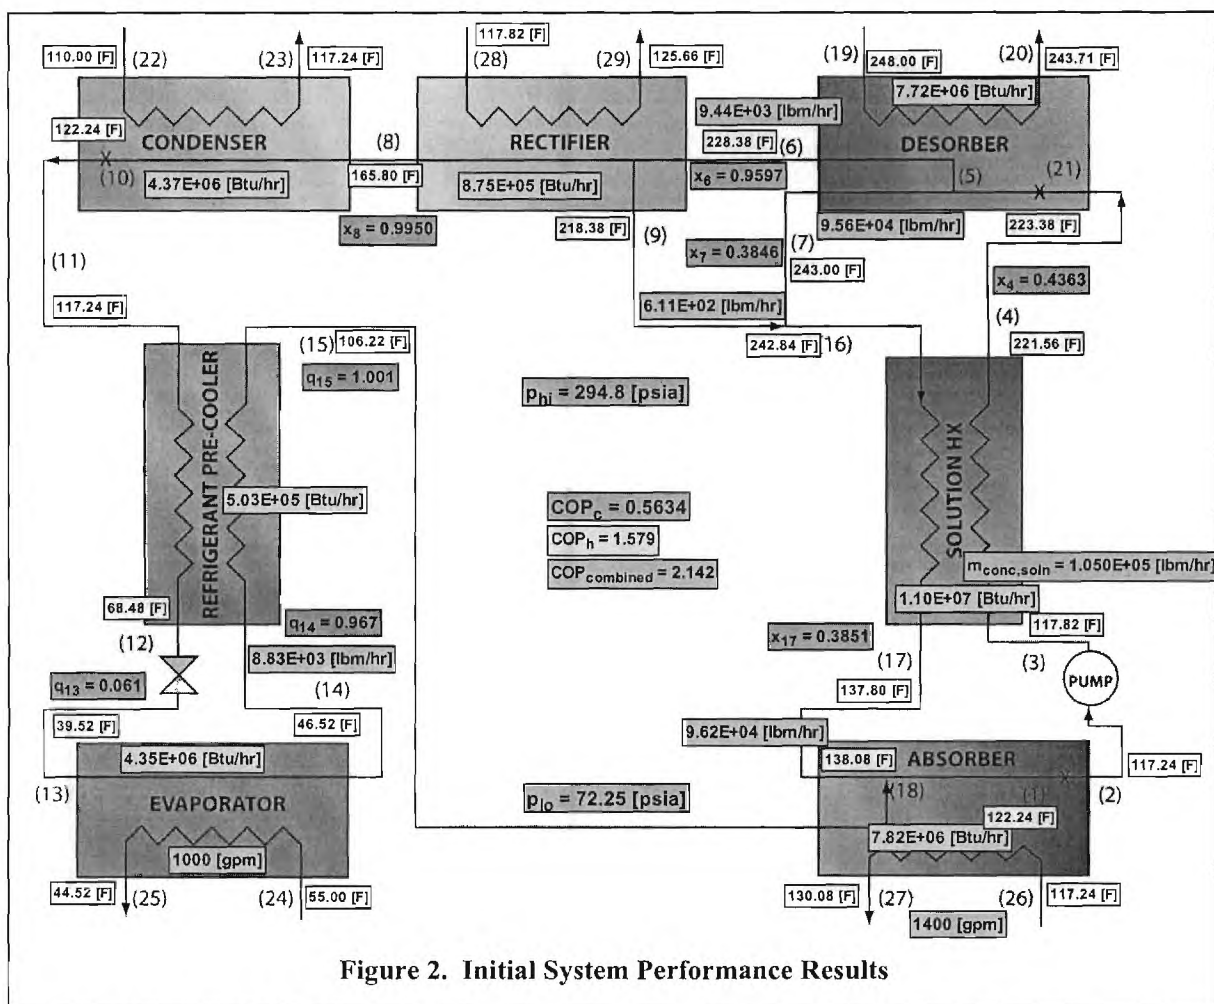 117.82 [F]
110.00 [F] (22) (23) 117.24 [F] (28) (29) 125.66 [F] (19) (20)
248.00 [F] 243.71 [F]
7.72E+06 [Btu/hr]
9.44E+03 [lbm/hr]
122.24 [F] CONDENSER (8) RECTIFIER 228.38 [F] (6) DESORBER
(10) 4.37E+06 [Btu/hr] 165.80 [F] 8.75E+05 [Btu/hr] x6 = 0.9597 (5) (21)
x8 = 0.9950 218.38 [F] (9) 9.56E+04 [lbm/hr] 223.38 [F]
(11) x7 = 0.3846 (7)
243.00 [F] x4 = 0.4363
117.24 [F] 6.11E+02 [lbm/hr] (4)
(15) 106.22 [F] 242.84 [F] (16) 221.56 [F]
q15 = 1.001
phi = 294.8 [psia]
REFRIGERANT PRE-COOLER
SOLUTION HX
5.03E+05 [Btu/hr]
COPc = 0.5634
COPh = 1.579
COPcombined = 2.142
mconc,soln = 1.050E+05 [lbm/hr]
1.10E+07 [Btu/hr]
68.48 [F] q14 = 0.967 117.82 [F]
(12) 8.83E+03 [lbm/hr] x17 = 0.3851 (17) (3)
q13 = 0.061 (14) 137.80 [F] PUMP
39.52 [F] 46.52 [F] 9.62E+04 [lbm/hr]
4.35E+06 [Btu/hr] 138.08 [F] ABSORBER 117.24 [F]
(13) EVAPORATOR plo = 72.25 [psia] (18) (1) (2)
122.24 [F]
7.82E+06 [Btu/hr]
1000 [gpm]
44.52 [F] (25) (24) 55.00 [F] 130.08 [F] (27) (26) 117.24 [F]
1400 [gpm]
Figure 2. Initial System Performance Results